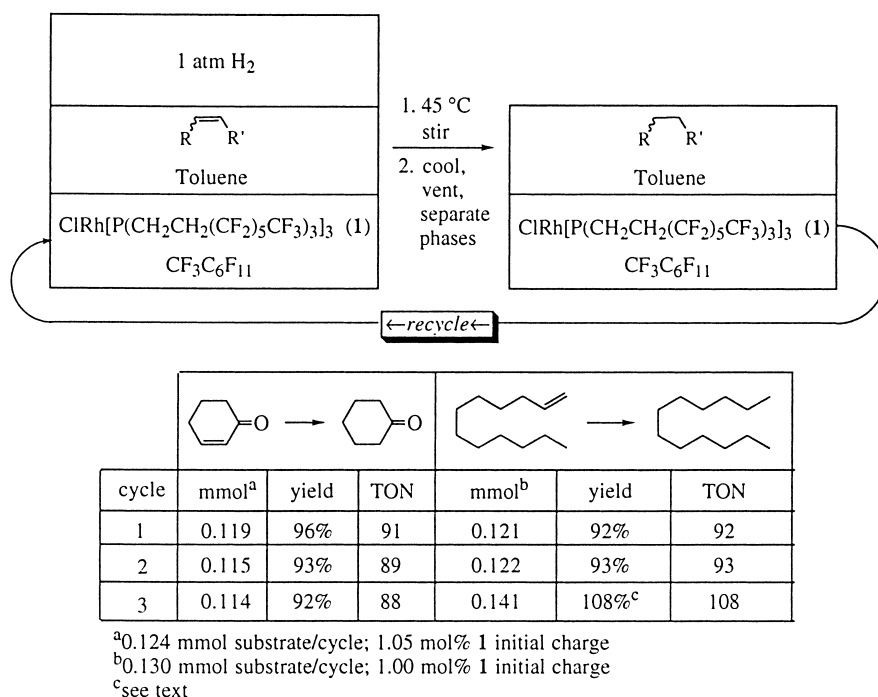 1 atm H2
R R'
Toluene
ClRh[P(CH2CH2(CF2)5CF3)3]3 (1)
CF3C6F11
1. 45 °C
stir
2. cool,
vent,
separate
phases
R R'
Toluene
ClRh[P(CH2CH2(CF2)5CF3)3]3 (1)
CF3C6F11
←recycle←
O O
cycle mmol^a yield TON mmol^b yield TON
1 0.119 96% 91 0.121 92% 92
2 0.115 93% 89 0.122 93% 93
3 0.114 92% 88 0.141 108%^c 108
^a0.124 mmol substrate/cycle; 1.05 mol% 1 initial charge
^b0.130 mmol substrate/cycle; 1.00 mol% 1 initial charge
^csee text